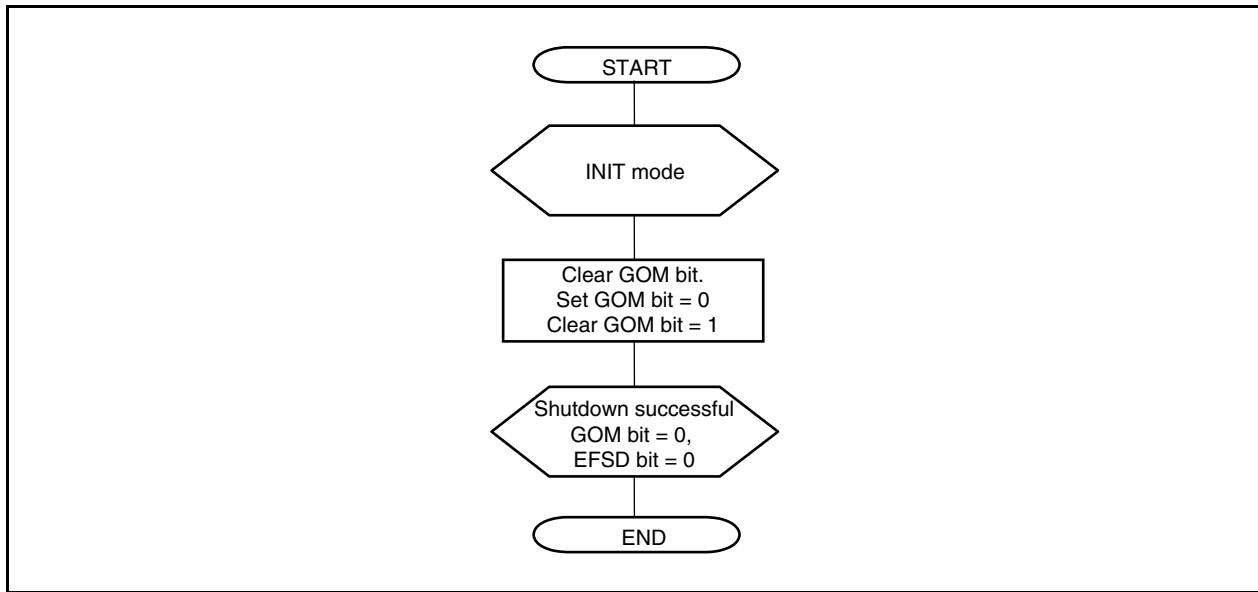 START
INIT mode
Clear GOM bit.
Set GOM bit = 0
Clear GOM bit = 1
Shutdown successful
GOM bit = 0,
EFSD bit = 0
END